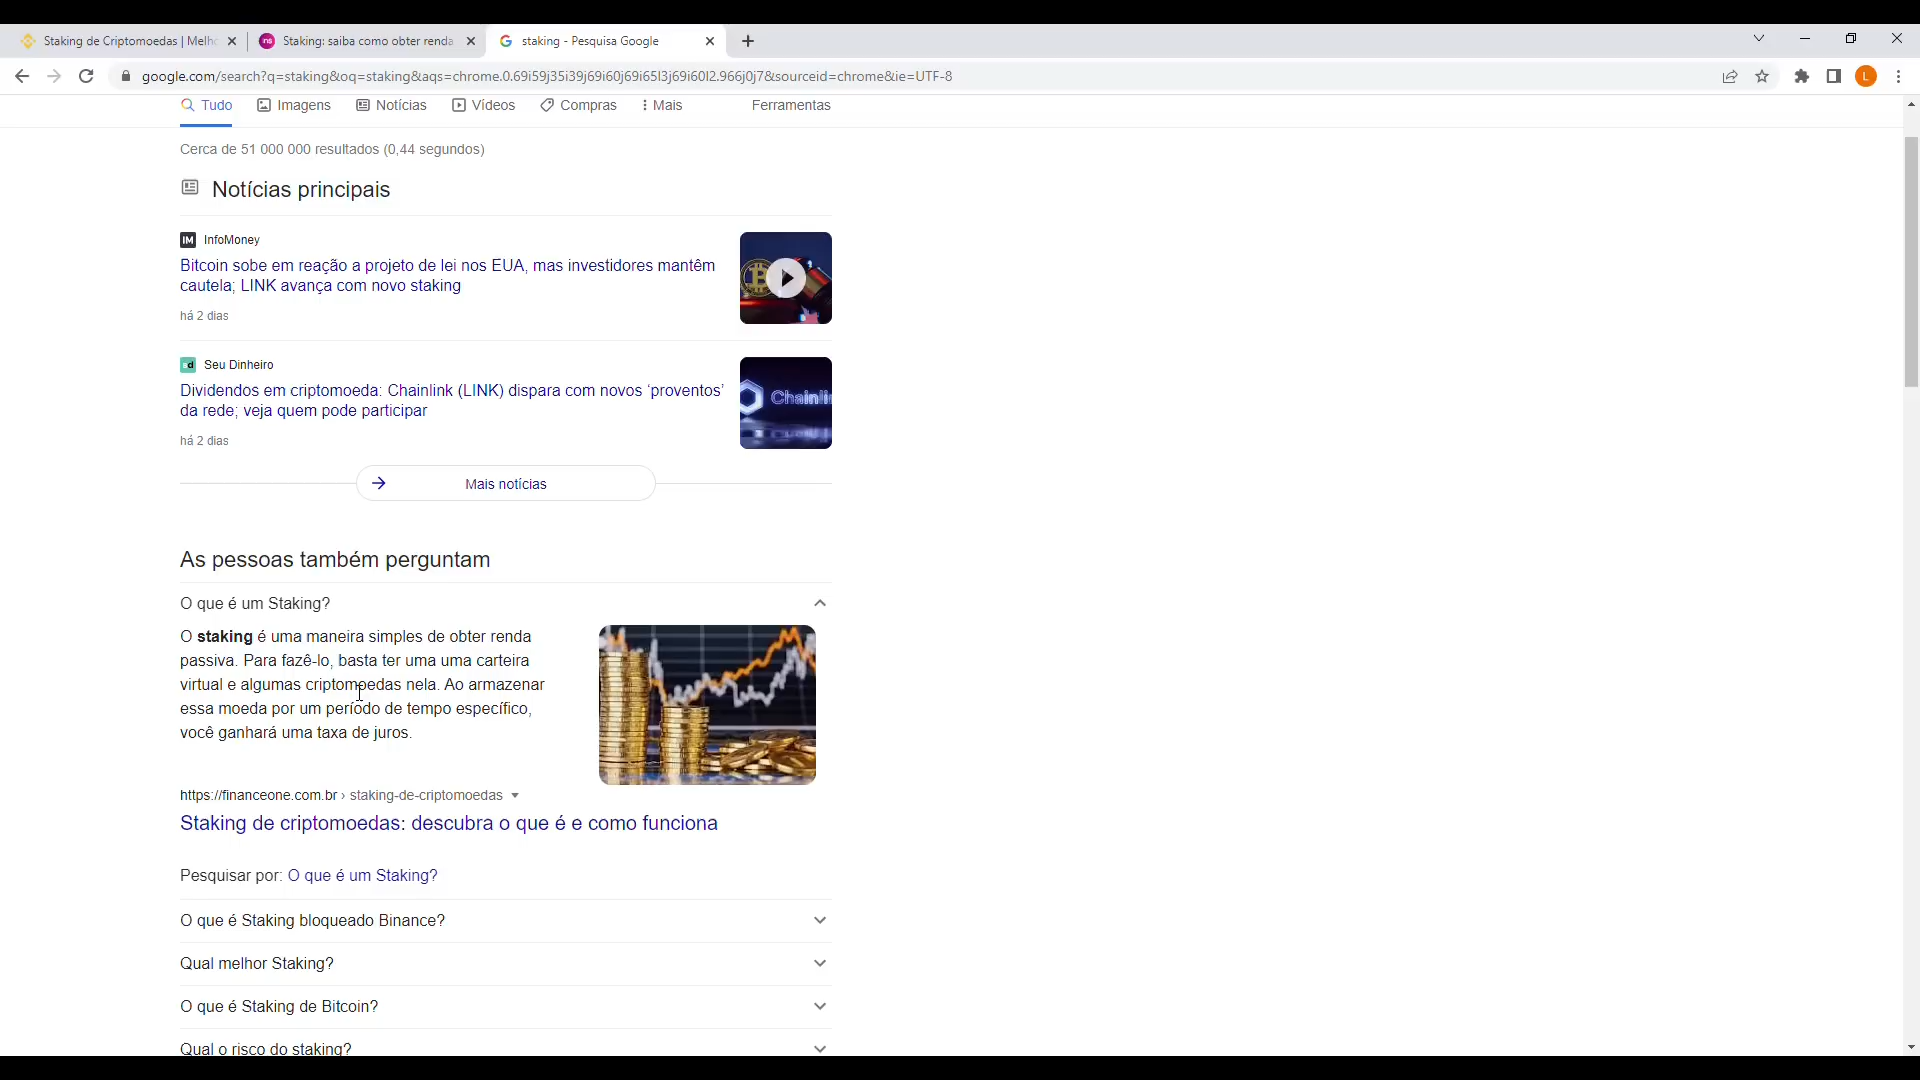 Staking de Criptomoedas | Melh
Staking: saiba como obter renda
staking - Pesquisa Google
google.com/search?q=staking&oq=staking&aqs=chrome.0.69i59j35i39j69i60j69i65l3j69i60l2.966j0j7&sourceid=chrome&ie=UTF-8
L
Tudo
Imagens
Notícias
Vídeos
Compras
Mais
Ferramentas
Cerca de 51 000 000 resultados (0,44 segundos)
Notícias principais
IM InfoMoney
Bitcoin sobe em reação a projeto de lei nos EUA, mas investidores mantêm
cautela; LINK avança com novo staking
há 2 dias
Seu Dinheiro
Dividendos em criptomoeda: Chainlink (LINK) dispara com novos ‘proventos’
da rede; veja quem pode participar
Chainli
há 2 dias
Mais notícias
As pessoas também perguntam
O que é um Staking?
O staking é uma maneira simples de obter renda
passiva. Para fazê-lo, basta ter uma uma carteira
virtual e algumas criptomoedas nela. Ao armazenar
essa moeda por um período de tempo específico,
você ganhará uma taxa de juros.
https://financeone.com.br › staking-de-criptomoedas
Staking de criptomoedas: descubra o que é e como funciona
Pesquisar por: O que é um Staking?
O que é Staking bloqueado Binance?
Qual melhor Staking?
O que é Staking de Bitcoin?
Qual o risco do staking?